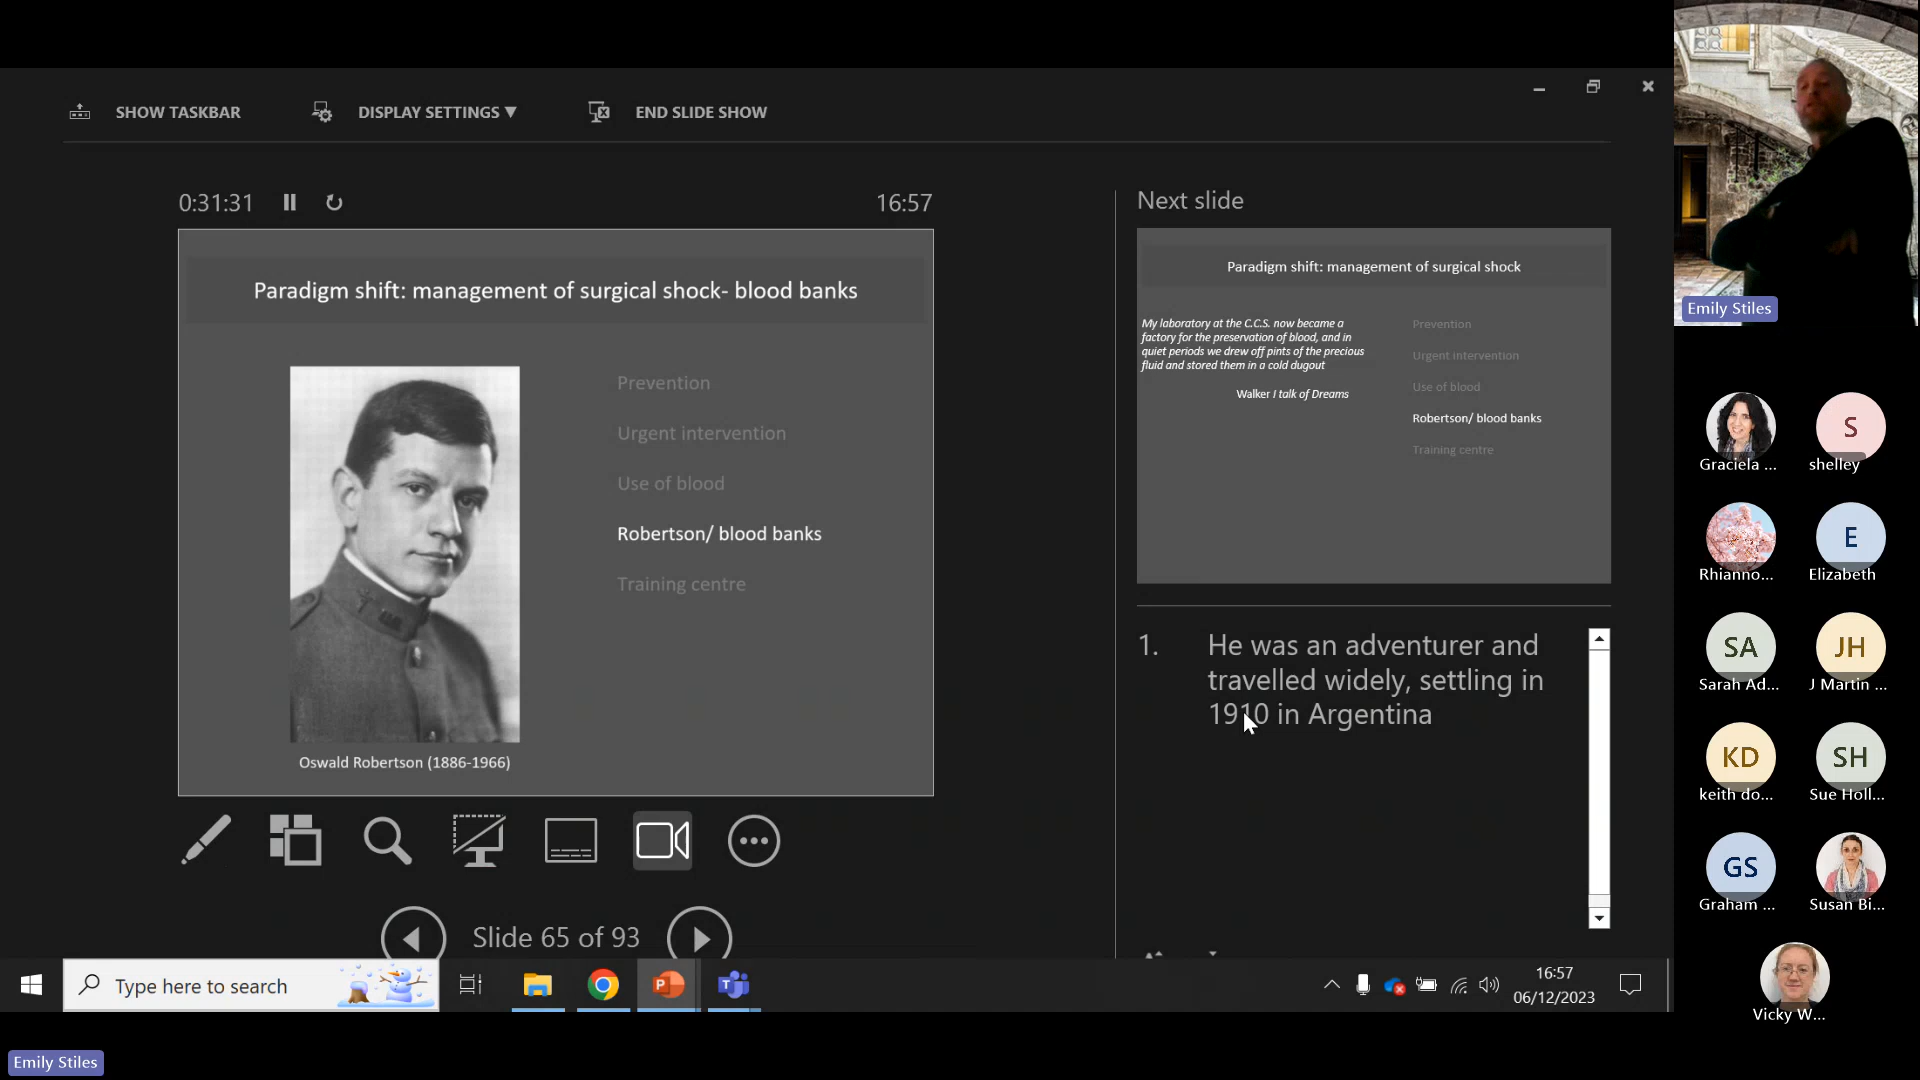 SHOW TASKBAR
DISPLAY SETTINGS ▼
END SLIDE SHOW
0:31:31
16:57
Paradigm shift: management of surgical shock- blood banks
Prevention
Urgent intervention
Use of blood
Robertson/ blood banks
Training centre
Oswald Robertson (1886-1966)
Slide 65 of 93
Next slide
Paradigm shift: management of surgical shock
My laboratory at the C.C.S. now became a
factory for the preservation of blood, and in
quiet periods we drew off pints of the precious
fluid and stored them in a cold dugout
Walker I talk of Dreams
Prevention
Urgent intervention
Use of blood
Robertson/ blood banks
Training centre
1. He was an adventurer and
travelled widely, settling in
1910 in Argentina
Type here to search
16:57
06/12/2023
Emily Stiles
Emily Stiles
Graciela ...
S
shelley
Rhianno...
E
Elizabeth
SA
Sarah Ad...
JH
J Martin ...
KD
keith do...
SH
Sue Holl...
GS
Graham ...
Susan Bi...
Vicky W...